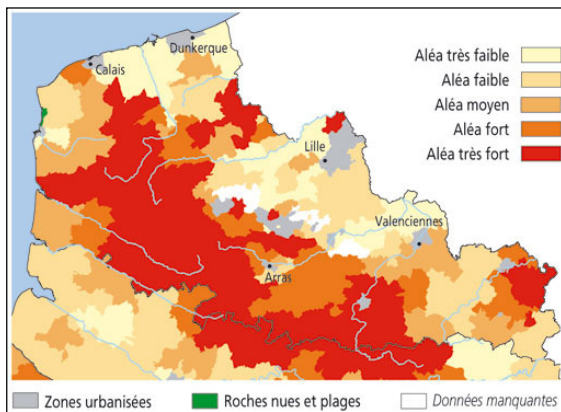 Dunkerque
Calais
Lille
Valenciennes
Arras
Aléa très faible
Aléa faible
Aléa moyen
Aléa fort
Aléa très fort
Zones urbanisées
Roches nues et plages
Données manquantes